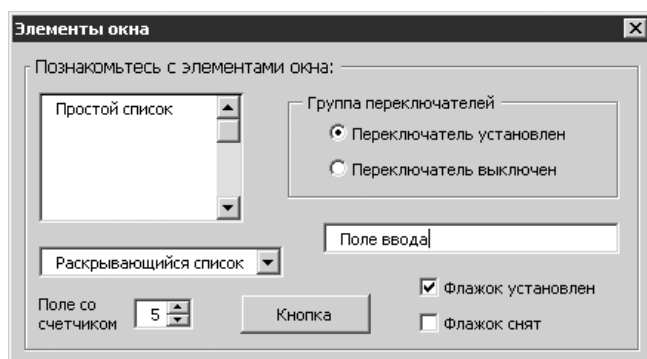 Элементы окна
Познакомьтесь с элементами окна:
Простой список
Группа переключателей
Переключатель установлен
Переключатель выключен
Поле ввода
Раскрывающийся список
Флажок установлен
Поле со
счетчиком
5
Кнопка
Флажок снят